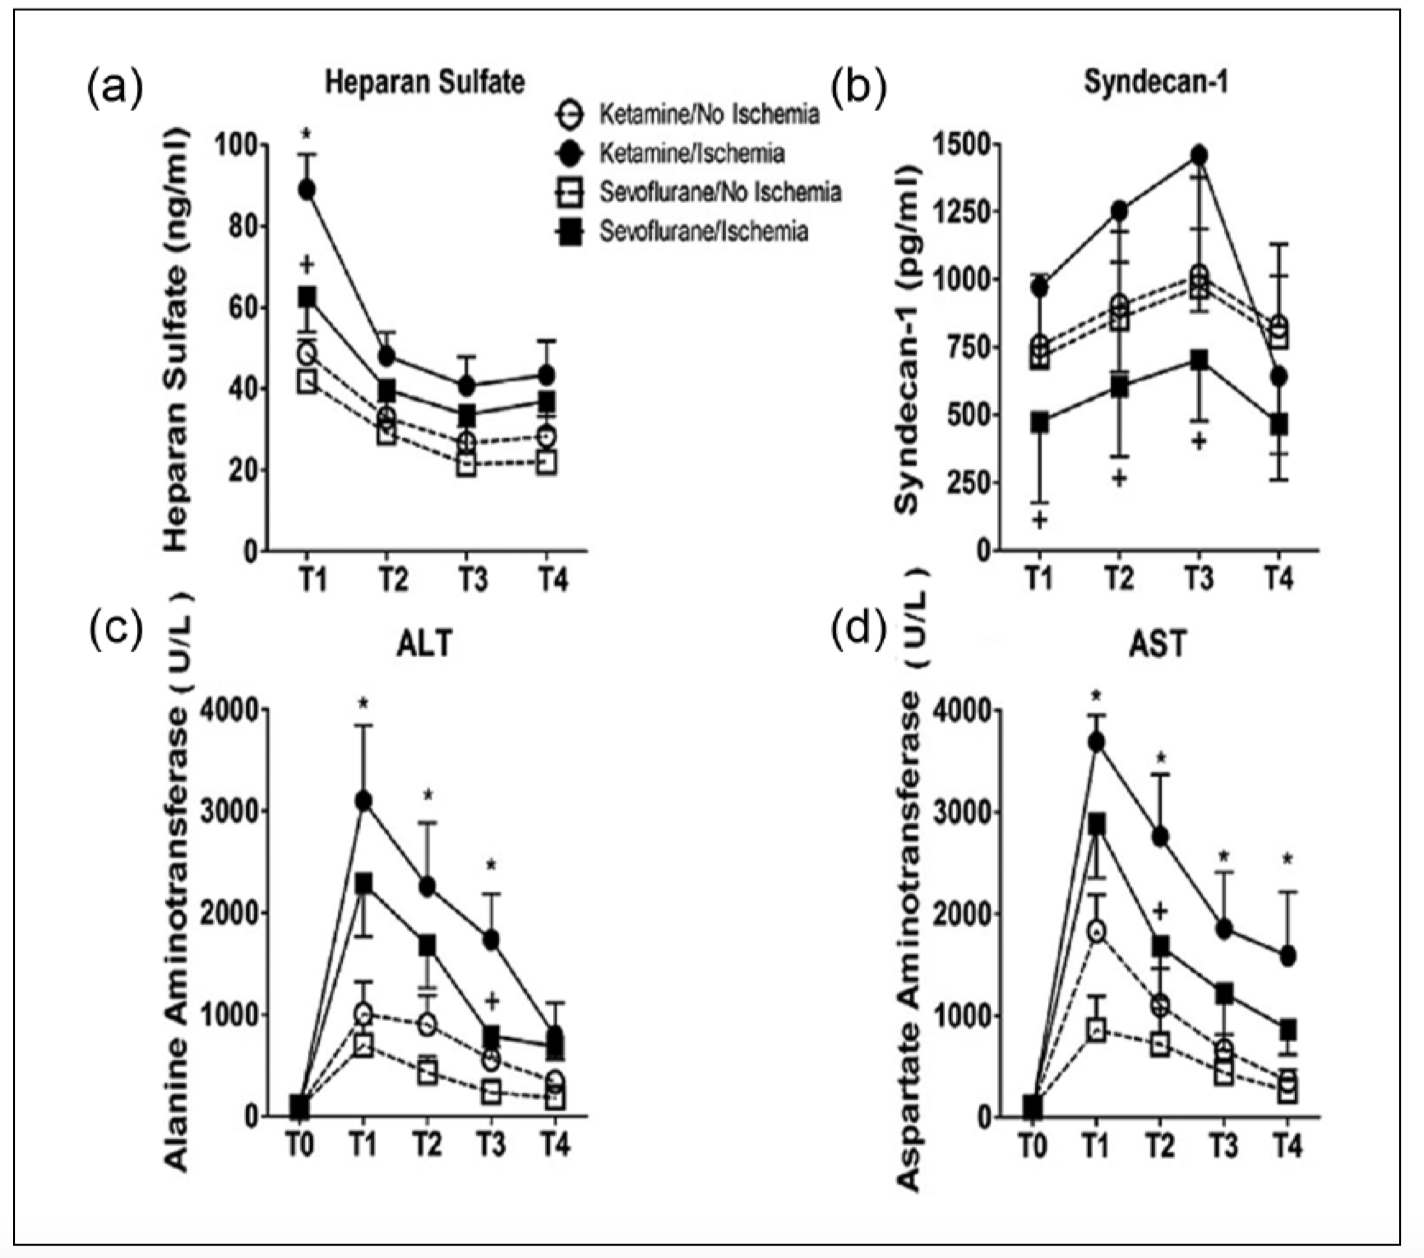 (a)
Heparan Sulfate
Heparan Sulfate (ng/ml)
100
80
60
40
20
0
*
+
T1
T2
T3
T4
Ketamine/No Ischemia
Ketamine/Ischemia
Sevoflurane/No Ischemia
Sevoflurane/Ischemia
(b)
Syndecan-1
Syndecan-1 (pg/ml)
1500
1250
1000
750
500
250
0
+
+
+
T1
T2
T3
T4
(c)
ALT
Alanine Aminotransferase ( U/L )
4000
3000
2000
1000
0
*
*
*
+
T0
T1
T2
T3
T4
(d)
AST
Aspartate Aminotransferase ( U/L )
4000
3000
2000
1000
0
*
*
*
*
+
T0
T1
T2
T3
T4